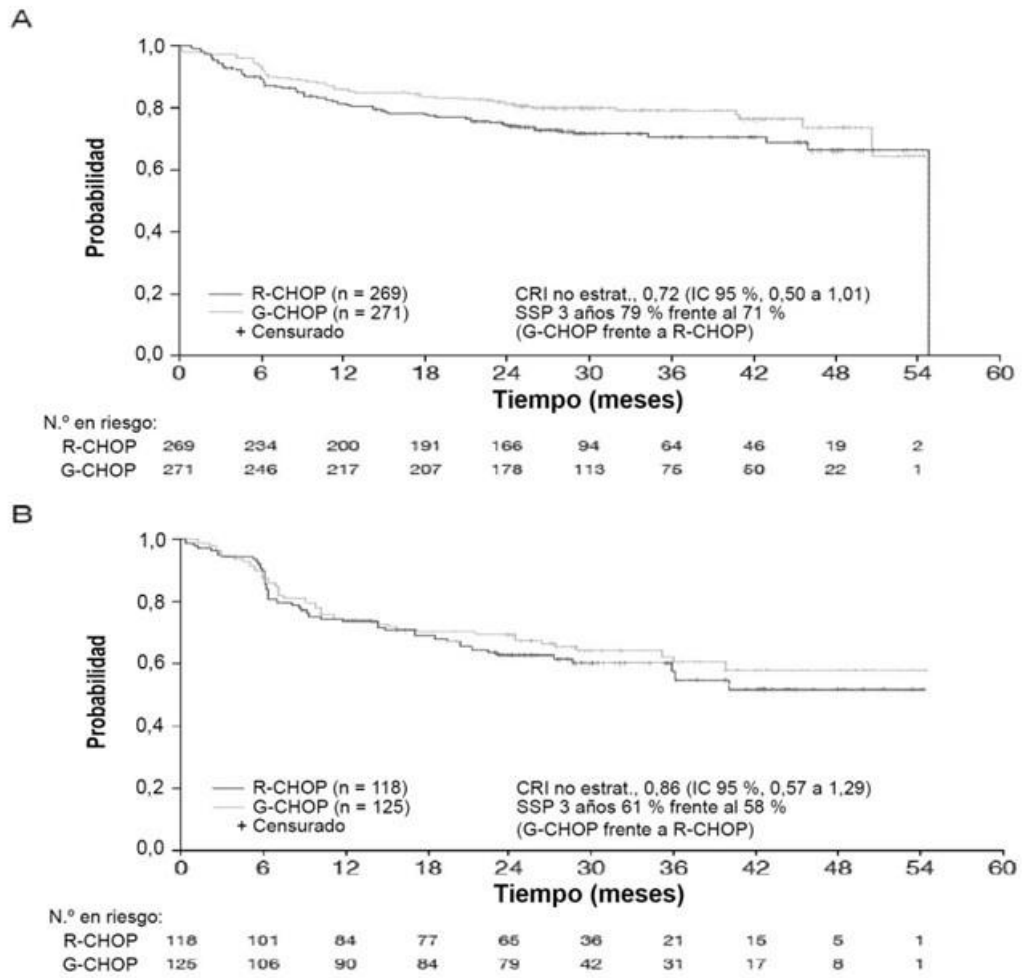 A
1,0
0,8
0,6
0,4
0,2
0,0
Probabilidad
R-CHOP (n = 269)
G-CHOP (n = 271)
+ Censurado
CRI no estrat., 0,72 (IC 95 %, 0,50 a 1,01)
SSP 3 años 79 % frente al 71 %
(G-CHOP frente a R-CHOP)
0 6 12 18 24 30 36 42 48 54 60
Tiempo (meses)
N.º en riesgo:
R-CHOP 269 234 200 191 166 94 64 46 19 2
G-CHOP 271 246 217 207 178 113 75 50 22 1
B
1,0
0,8
0,6
0,4
0,2
0,0
Probabilidad
R-CHOP (n = 118)
G-CHOP (n = 125)
+ Censurado
CRI no estrat., 0,86 (IC 95 %, 0,57 a 1,29)
SSP 3 años 61 % frente al 58 %
(G-CHOP frente a R-CHOP)
0 6 12 18 24 30 36 42 48 54 60
Tiempo (meses)
N.º en riesgo:
R-CHOP 118 101 84 77 65 36 21 15 5 1
G-CHOP 125 106 90 84 79 42 31 17 8 1